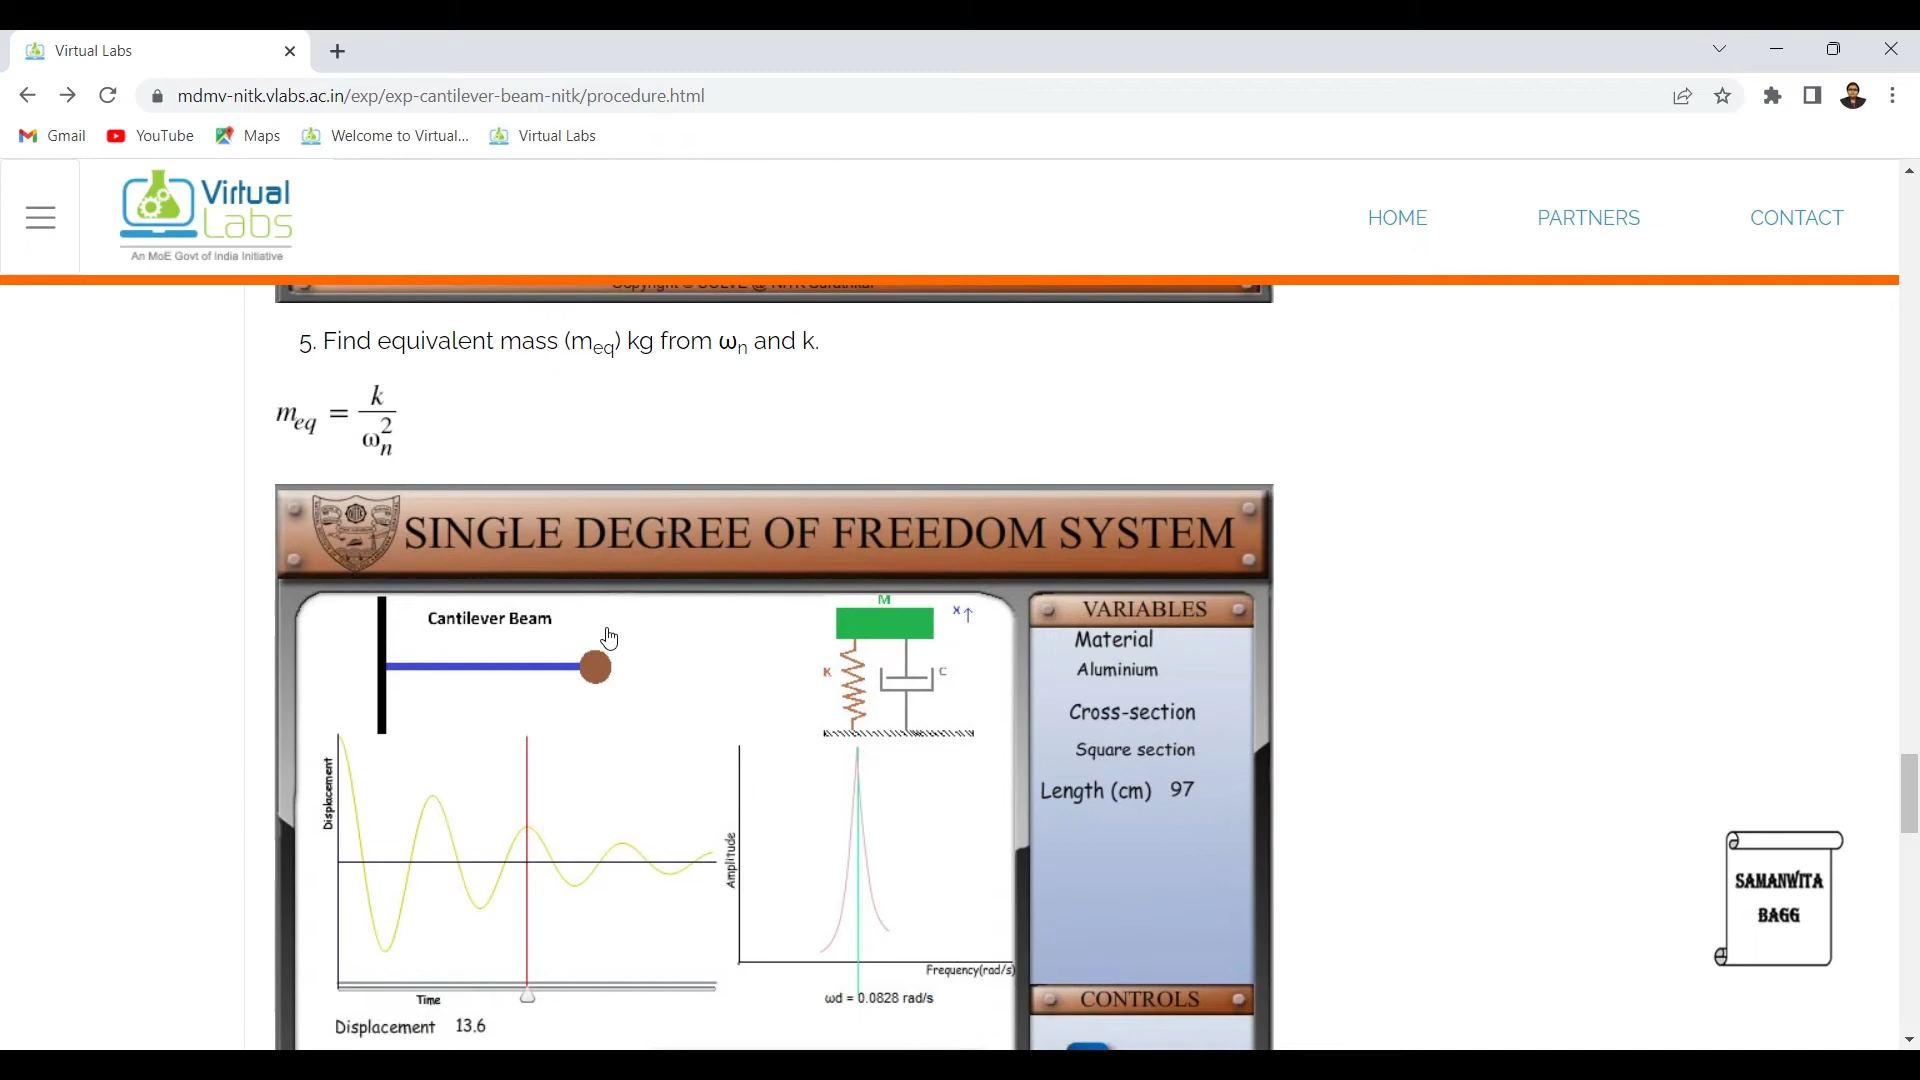 Virtual Labs
mdmv-nitk.vlabs.ac.in/exp/exp-cantilever-beam-nitk/procedure.html
Gmail YouTube Maps Welcome to Virtual... Virtual Labs
Virtual
Labs
An MoE Govt of India Initiative
HOME PARTNERS CONTACT
5. Find equivalent mass (meq) kg from ωn and k.
meq = k / ωn²
SINGLE DEGREE OF FREEDOM SYSTEM
Cantilever Beam
M
x↑
K
C
VARIABLES
Material
Aluminium
Cross-section
Square section
Length (cm) 97
Displacement
Time
Displacement 13.6
Amplitude
Frequency(rad/s)
ωd = 0.0828 rad/s
CONTROLS
SAMANWITA
BAGG